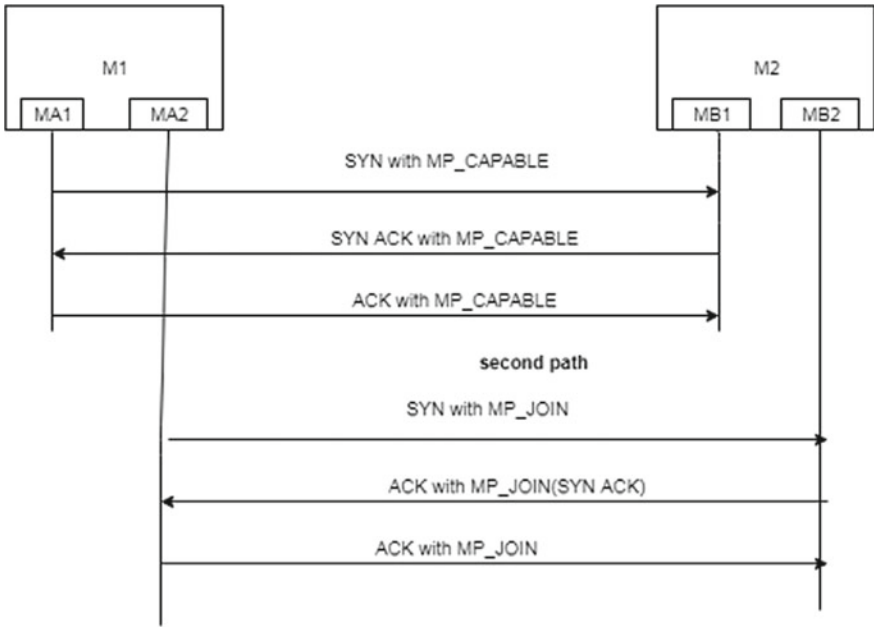 M1
M2
MA1
MA2
MB1
MB2
SYN with MP_CAPABLE
SYN ACK with MP_CAPABLE
ACK with MP_CAPABLE
second path
SYN with MP_JOIN
ACK with MP_JOIN(SYN ACK)
ACK with MP_JOIN